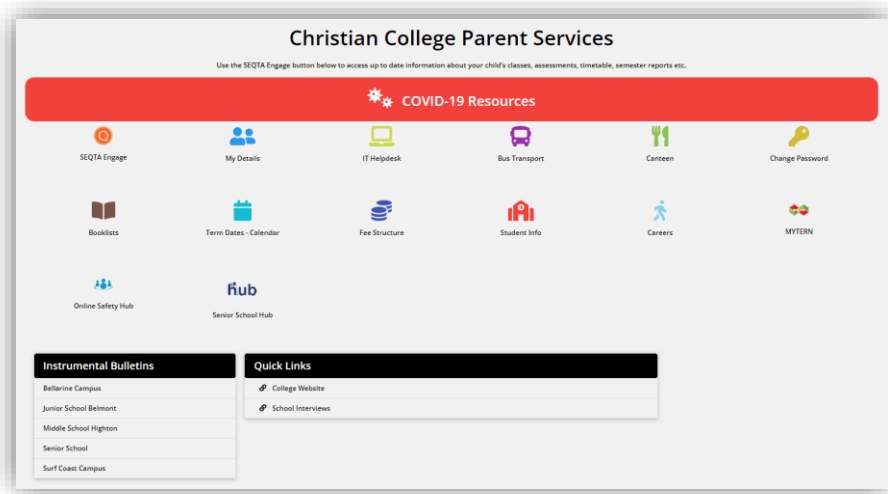 Christian College Parent Services
Use the SEQTA Engage button below to access up to date information about your child's classes, assessments, timetable, semester reports etc.
COVID-19 Resources
SEQTA Engage
My Details
IT Helpdesk
Bus Transport
Canteen
Change Password
Booklists
Term Dates - Calendar
Fee Structure
Student Info
Careers
MYTERN
Online Safety Hub
hub
Senior School Hub
Instrumental Bulletins
Bellarine Campus
Junior School Belmont
Middle School Highton
Senior School
Surf Coast Campus
Quick Links
College Website
School Interviews